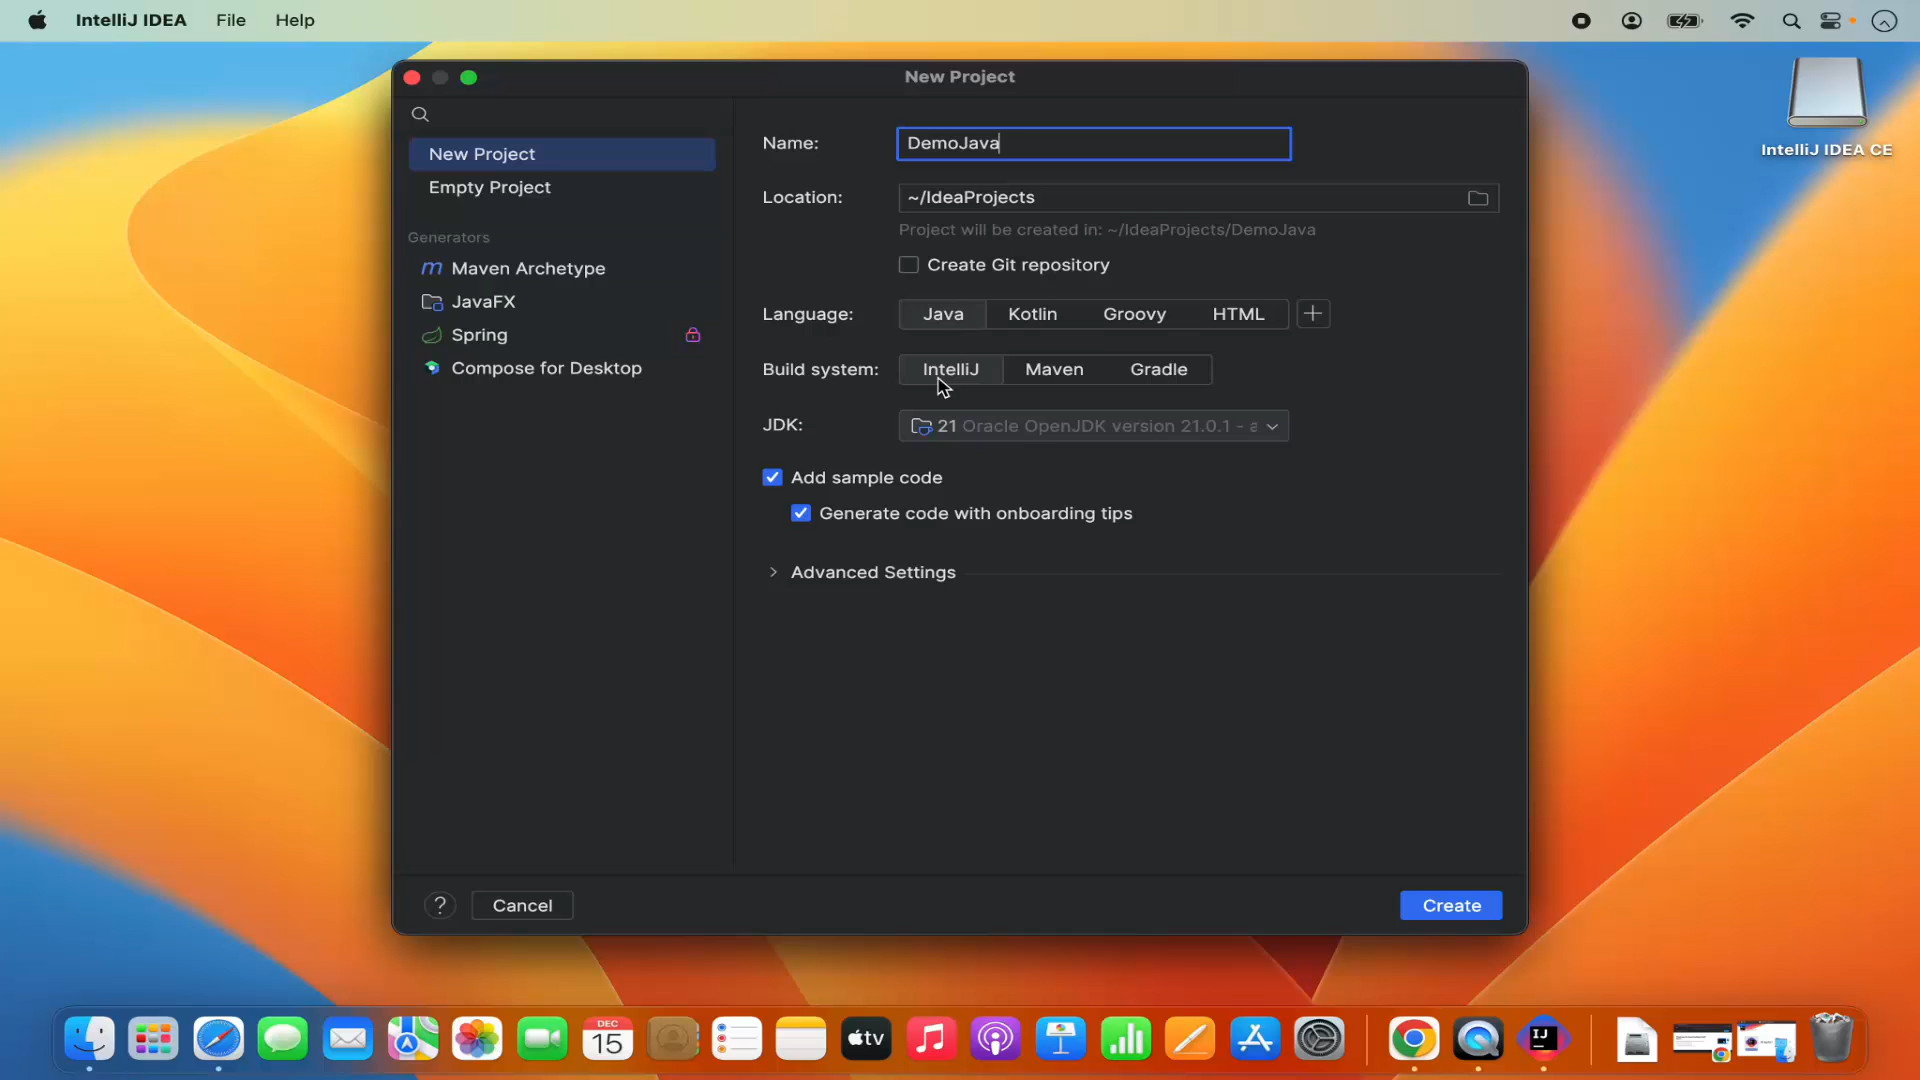 IntelliJ IDEA File Help
New Project
IntelliJ IDEA CE
New Project
Empty Project
Generators
Maven Archetype
JavaFX
Spring
Compose for Desktop
Name: DemoJava
Location: ~/IdeaProjects
Project will be created in: ~/IdeaProjects/DemoJava
Create Git repository
Language: Java Kotlin Groovy HTML
Build system: IntelliJ Maven Gradle
JDK: 21 Oracle OpenJDK version 21.0.1 - a
Add sample code
Generate code with onboarding tips
Advanced Settings
? Cancel Create
DEC
15
tv
IJ